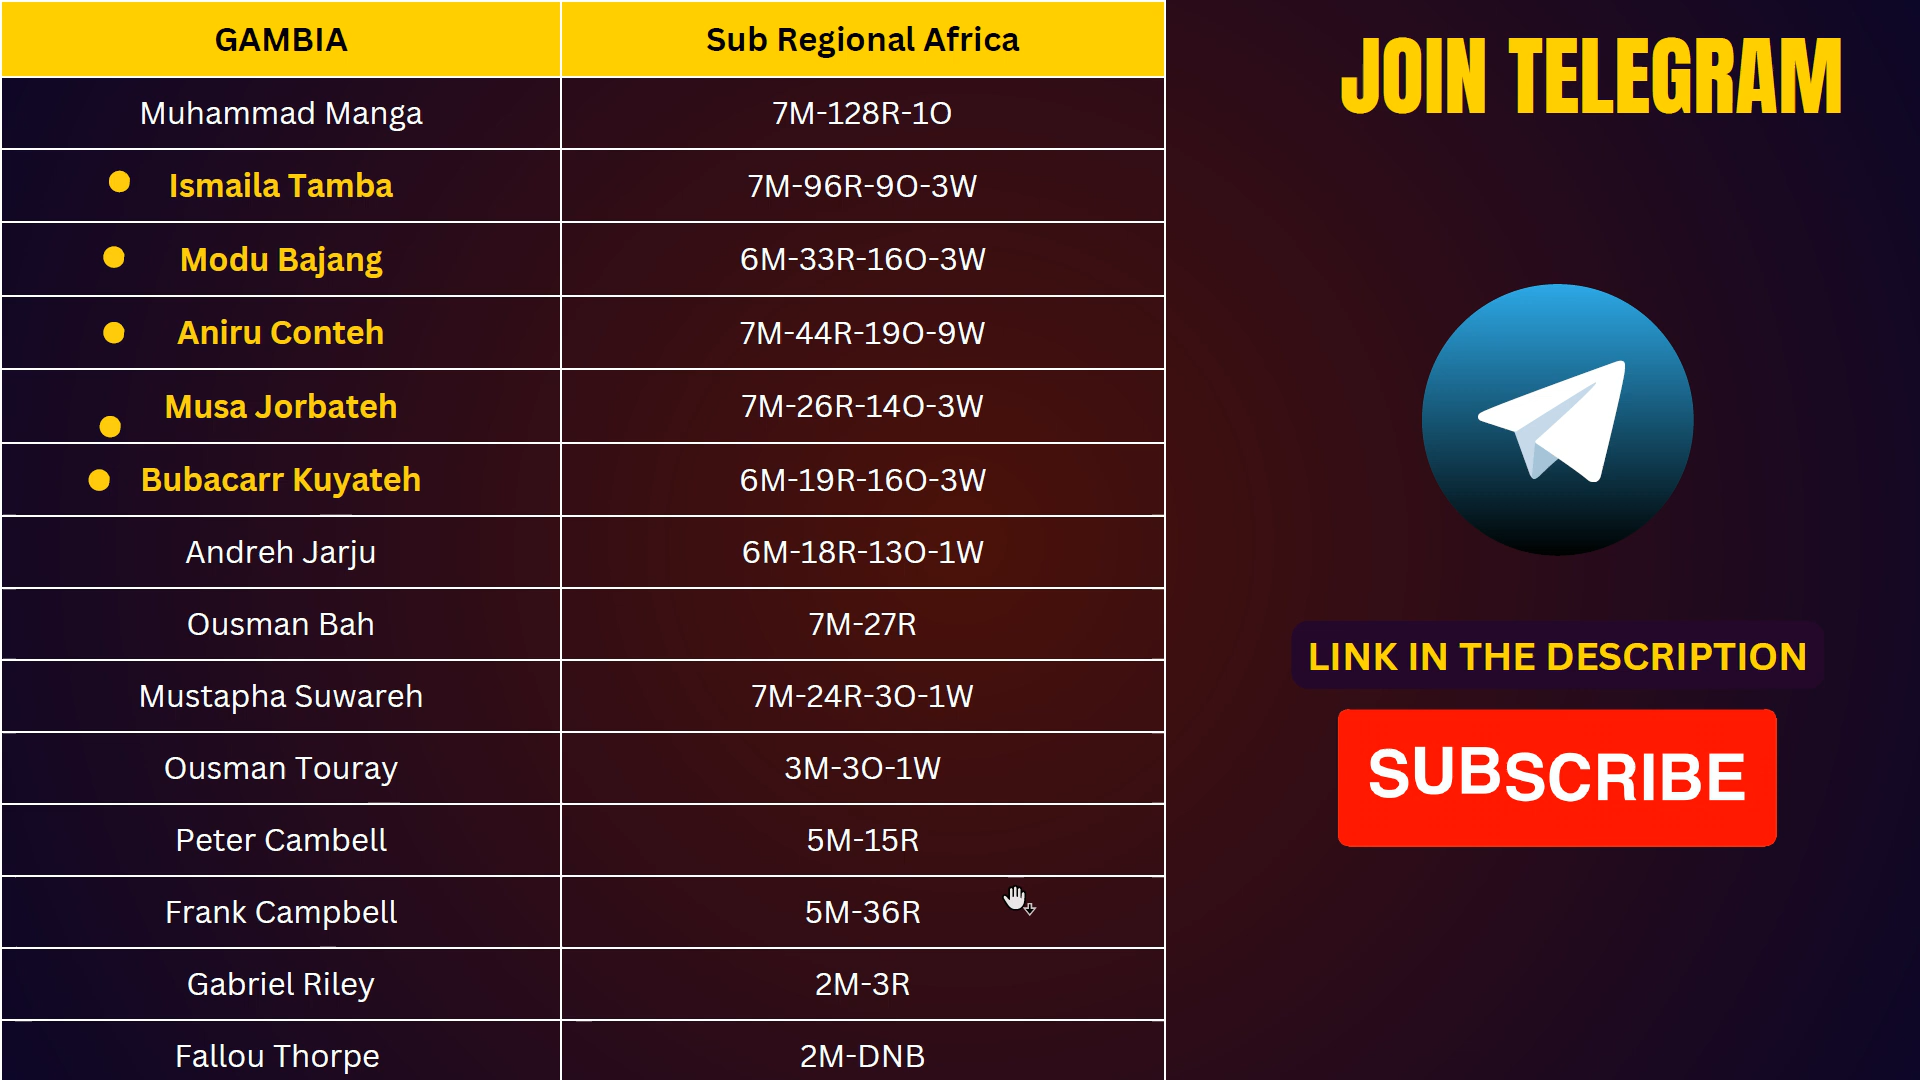 GAMBIA Sub Regional Africa
Muhammad Manga 7M-128R-1O
Ismaila Tamba 7M-96R-9O-3W
Modu Bajang 6M-33R-16O-3W
Aniru Conteh 7M-44R-19O-9W
Musa Jorbateh 7M-26R-14O-3W
Bubacarr Kuyateh 6M-19R-16O-3W
Andreh Jarju 6M-18R-13O-1W
Ousman Bah 7M-27R
Mustapha Suwareh 7M-24R-3O-1W
Ousman Touray 3M-3O-1W
Peter Cambell 5M-15R
Frank Campbell 5M-36R
Gabriel Riley 2M-3R
Fallou Thorpe 2M-DNB
JOIN TELEGRAM
LINK IN THE DESCRIPTION
SUBSCRIBE